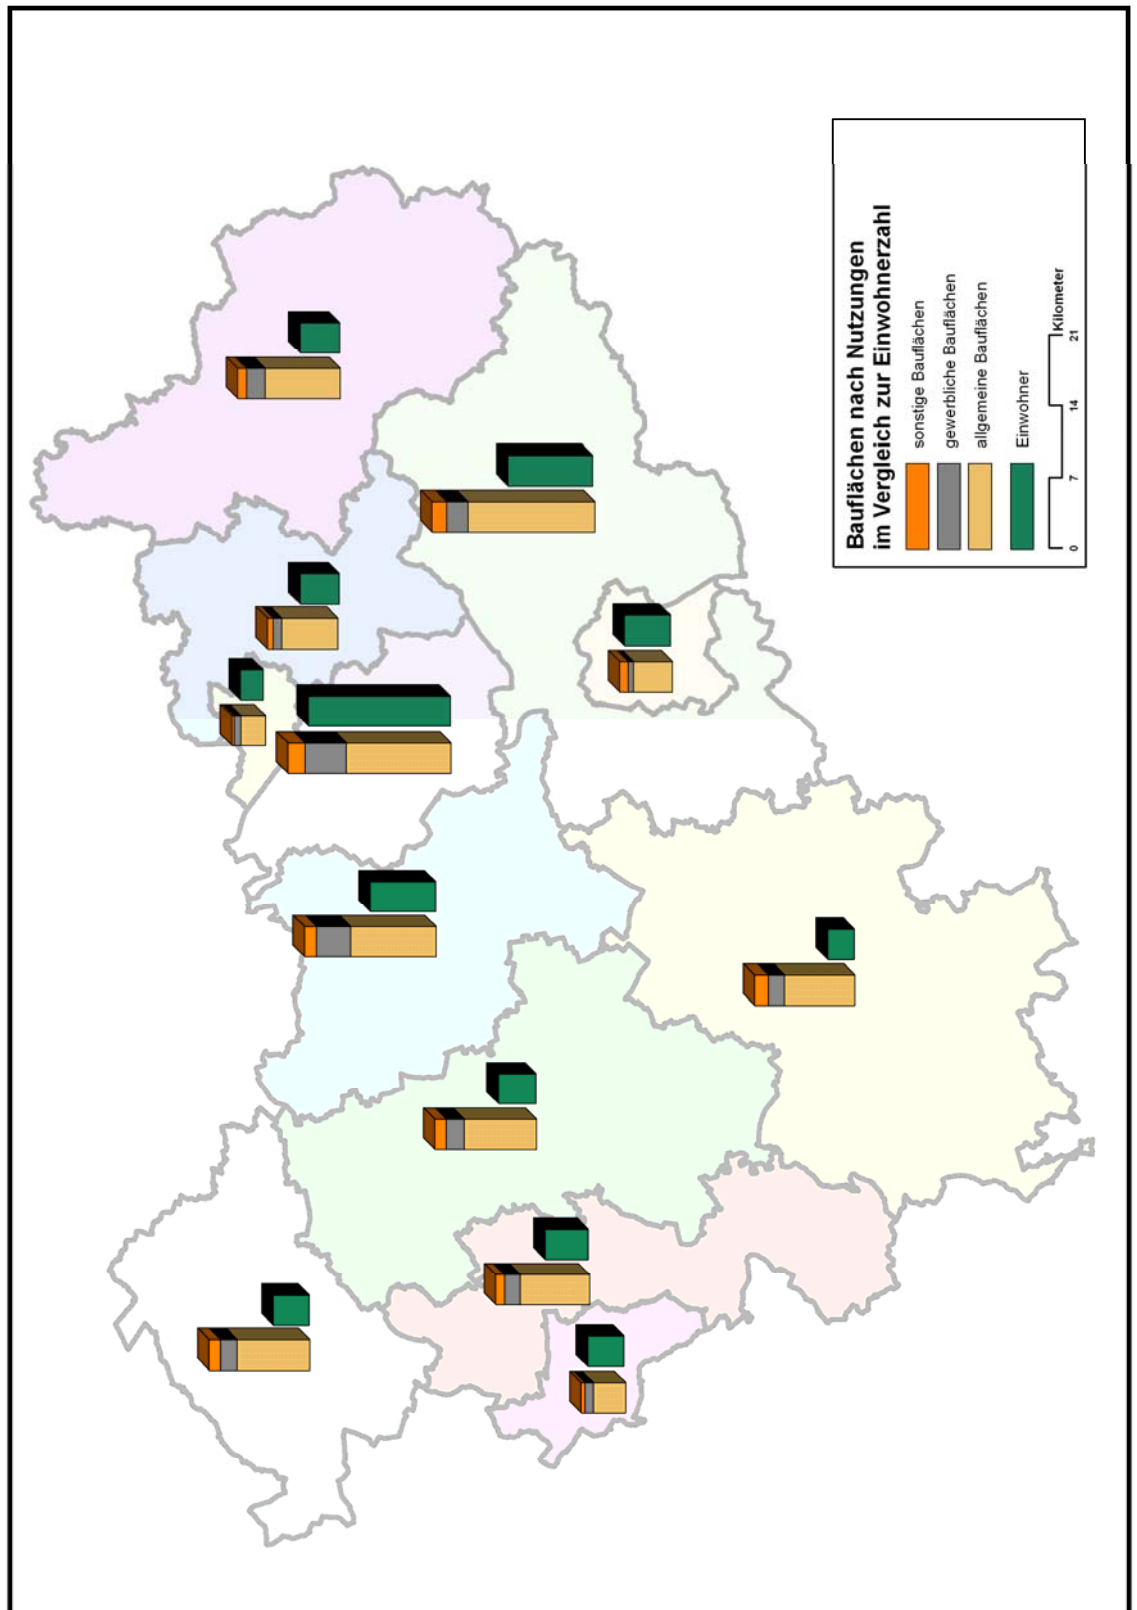 Bauflächen nach Nutzungen
im Vergleich zur Einwohnerzahl
sonstige Bauflächen
gewerbliche Bauflächen
allgemeine Bauflächen
Einwohner
Kilometer
0 7 14 21